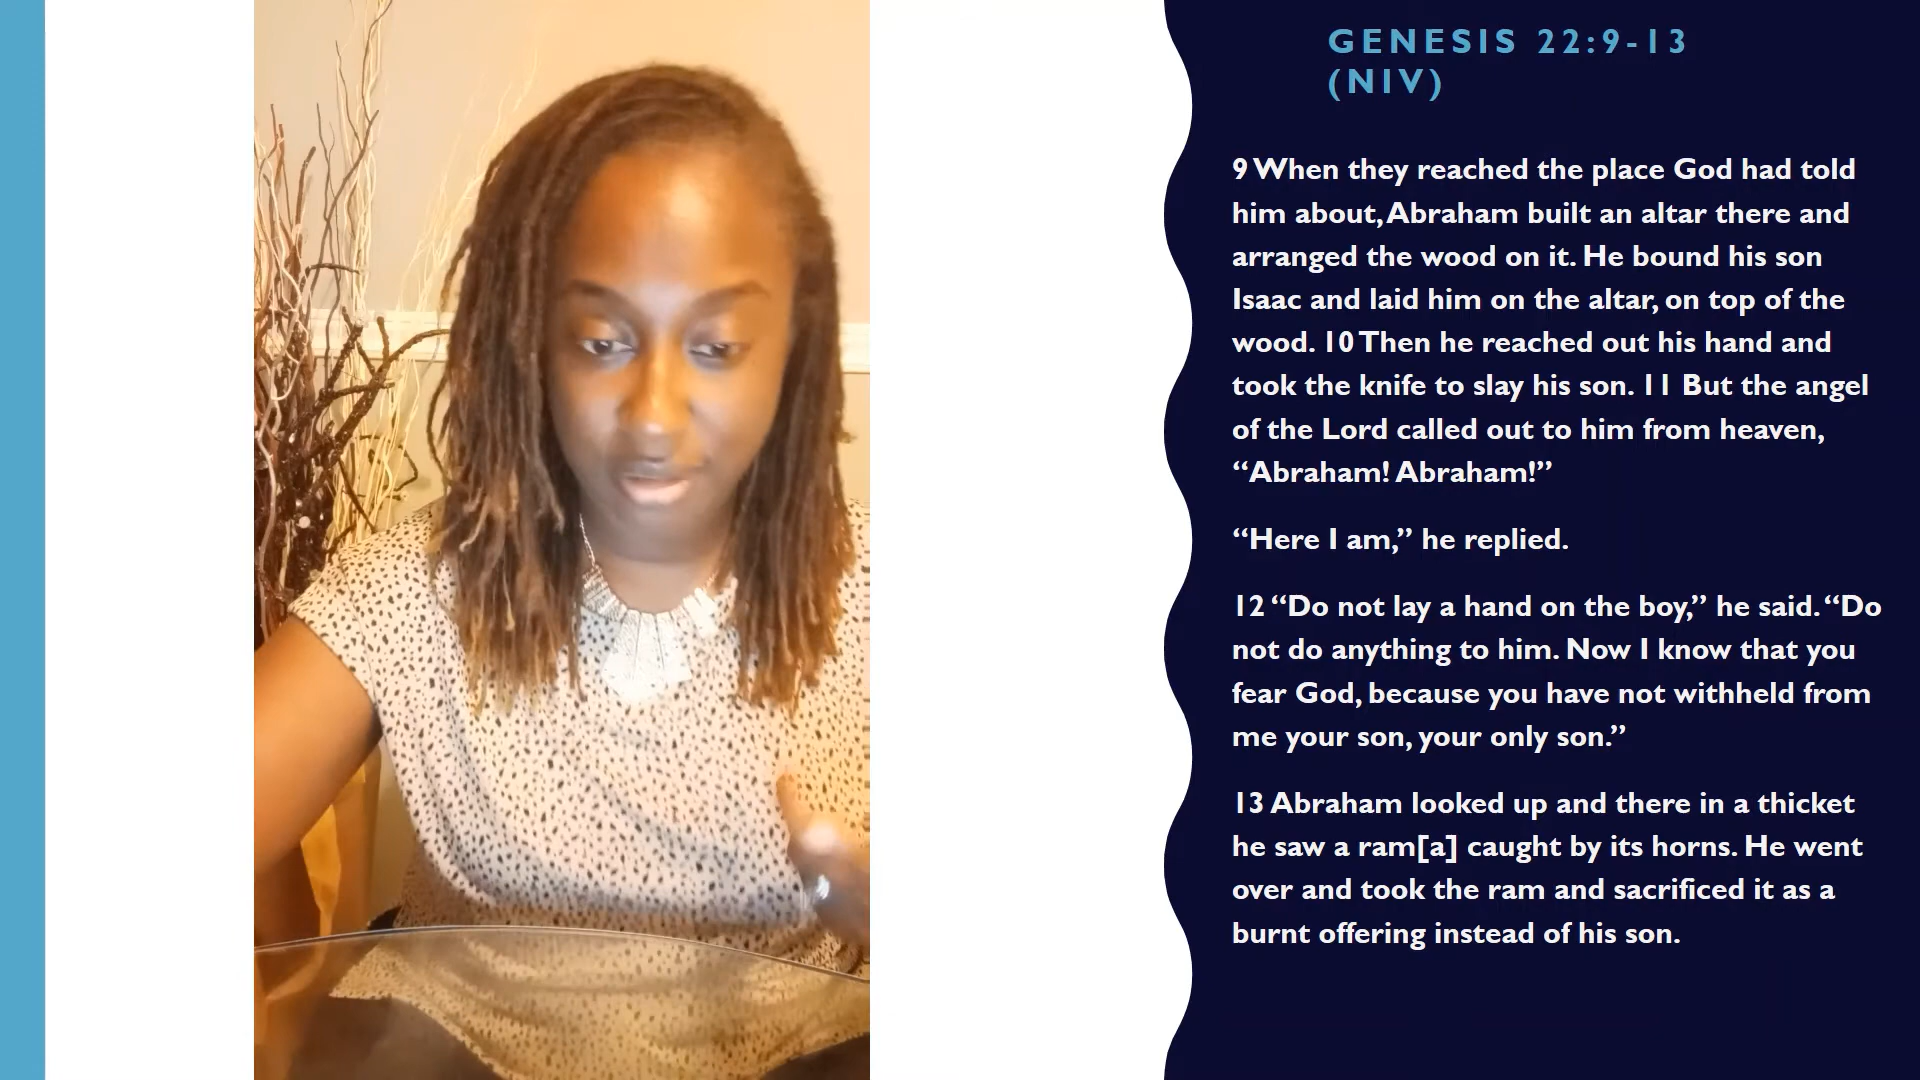 GENESIS 22:9-13
(NIV)
9 When they reached the place God had told
him about, Abraham built an altar there and
arranged the wood on it. He bound his son
Isaac and laid him on the altar, on top of the
wood. 10 Then he reached out his hand and
took the knife to slay his son. 11 But the angel
of the Lord called out to him from heaven,
“Abraham! Abraham!”
“Here I am,” he replied.
12 “Do not lay a hand on the boy,” he said. “Do
not do anything to him. Now I know that you
fear God, because you have not withheld from
me your son, your only son.”
13 Abraham looked up and there in a thicket
he saw a ram[a] caught by its horns. He went
over and took the ram and sacrificed it as a
burnt offering instead of his son.